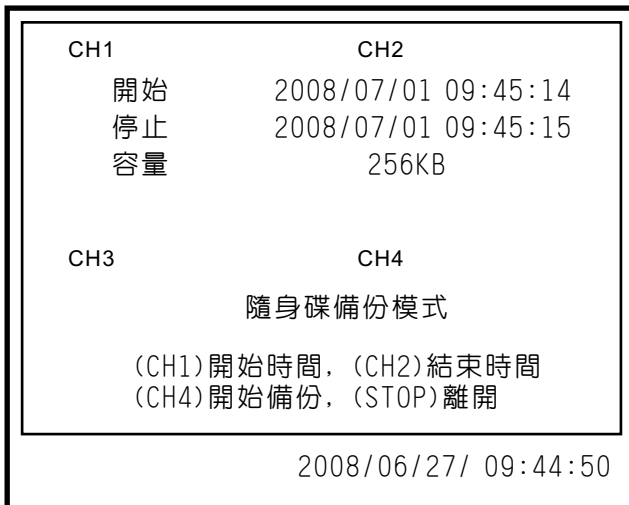 CH1 CH2
開始 2008/07/01 09:45:14
停止 2008/07/01 09:45:15
容量 256KB
CH3 CH4
隨身碟備份模式
(CH1)開始時間, (CH2)結束時間
(CH4)開始備份, (STOP)離開
2008/06/27/ 09:44:50